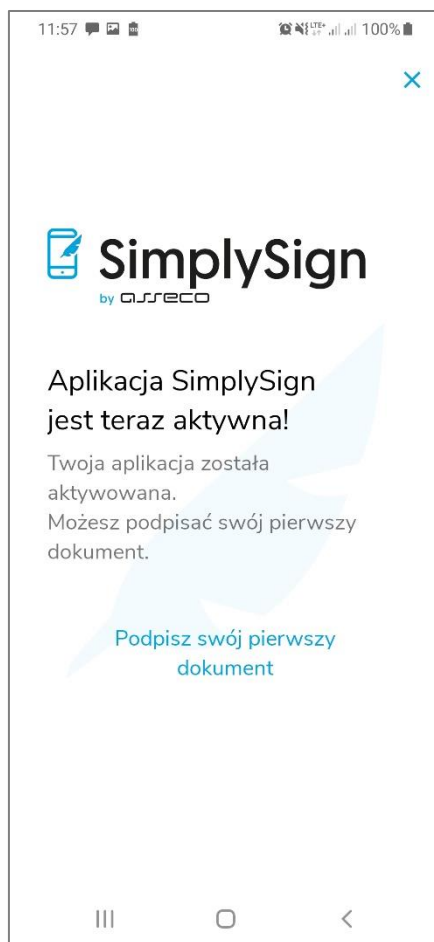 11:57 LTE+ 100%
SimplySign
by asseco
Aplikacja SimplySign
jest teraz aktywna!
Twoja aplikacja została
aktywowana.
Możesz podpisać swój pierwszy
dokument.
Podpisz swój pierwszy
dokument